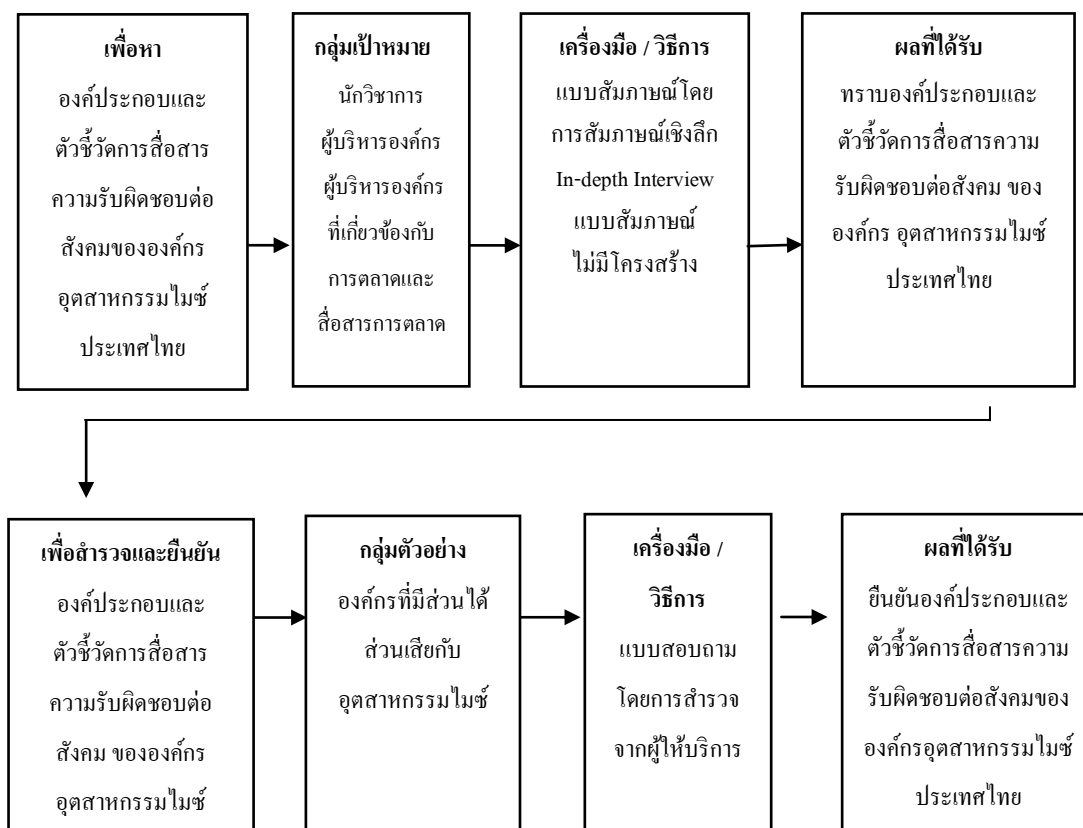 เพื่อหา
องค์ประกอบและ
ตัวชี้วัดการสื่อสาร
ความรับผิดชอบต่อ
สังคมขององค์กร
อุตสาหกรรมไมซ์
ประเทศไทย
กลุ่มเป้าหมาย
นักวิชาการ
ผู้บริหารองค์กร
ผู้บริหารองค์กร
ที่เกี่ยวข้องกับ
การตลาดและ
สื่อสารการตลาด
เครื่องมือ / วิธีการ
แบบสัมภาษณ์โดย
การสัมภาษณ์เชิงลึก
In-depth Interview
แบบสัมภาษณ์
ไม่มีโครงสร้าง
ผลที่ได้รับ
ทราบองค์ประกอบและ
ตัวชี้วัดการสื่อสารความ
รับผิดชอบต่อสังคม ของ
องค์กร อุตสาหกรรมไมซ์
ประเทศไทย
เพื่อสำรวจและยืนยัน
องค์ประกอบและ
ตัวชี้วัดการสื่อสาร
ความรับผิดชอบต่อ
สังคม ขององค์กร
อุตสาหกรรมไมซ์
กลุ่มตัวอย่าง
องค์กรที่มีส่วนได้
ส่วนเสียกับ
อุตสาหกรรมไมซ์
เครื่องมือ /
วิธีการ
แบบสอบถาม
โดยการสำรวจ
จากผู้ให้บริการ
ผลที่ได้รับ
ยืนยันองค์ประกอบและ
ตัวชี้วัดการสื่อสารความ
รับผิดชอบต่อสังคมของ
องค์กรอุตสาหกรรมไมซ์
ประเทศไทย